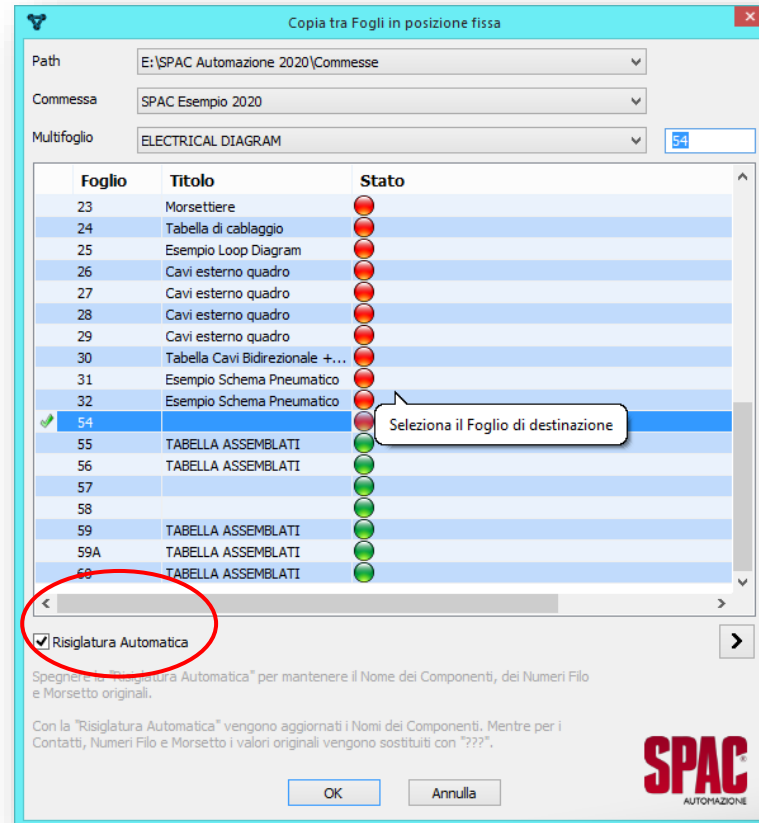 Copia tra Fogli in posizione fissa
Path E:\SPAC Automazione 2020\Commesse
Commessa SPAC Esempio 2020
Multifoglio ELECTRICAL DIAGRAM 54
Foglio Titolo Stato
23 Morsettiere
24 Tabella di cablaggio
25 Esempio Loop Diagram
26 Cavi esterno quadro
27 Cavi esterno quadro
28 Cavi esterno quadro
29 Cavi esterno quadro
30 Tabella Cavi Bidirezionale +...
31 Esempio Schema Pneumatico
32 Esempio Schema Pneumatico
54
Seleziona il Foglio di destinazione
55 TABELLA ASSEMBLATI
56 TABELLA ASSEMBLATI
57
58
59 TABELLA ASSEMBLATI
59A TABELLA ASSEMBLATI
60 TABELLA ASSEMBLATI
Risiglatura Automatica
Spegnere la "Risiglatura Automatica" per mantenere il Nome dei Componenti, dei Numeri Filo
e Morsetto originali.
Con la "Risiglatura Automatica" vengono aggiornati i Nomi dei Componenti. Mentre per i
Contatti, Numeri Filo e Morsetto i valori originali vengono sostituiti con "???".
SPAC
AUTOMAZIONE
OK Annulla